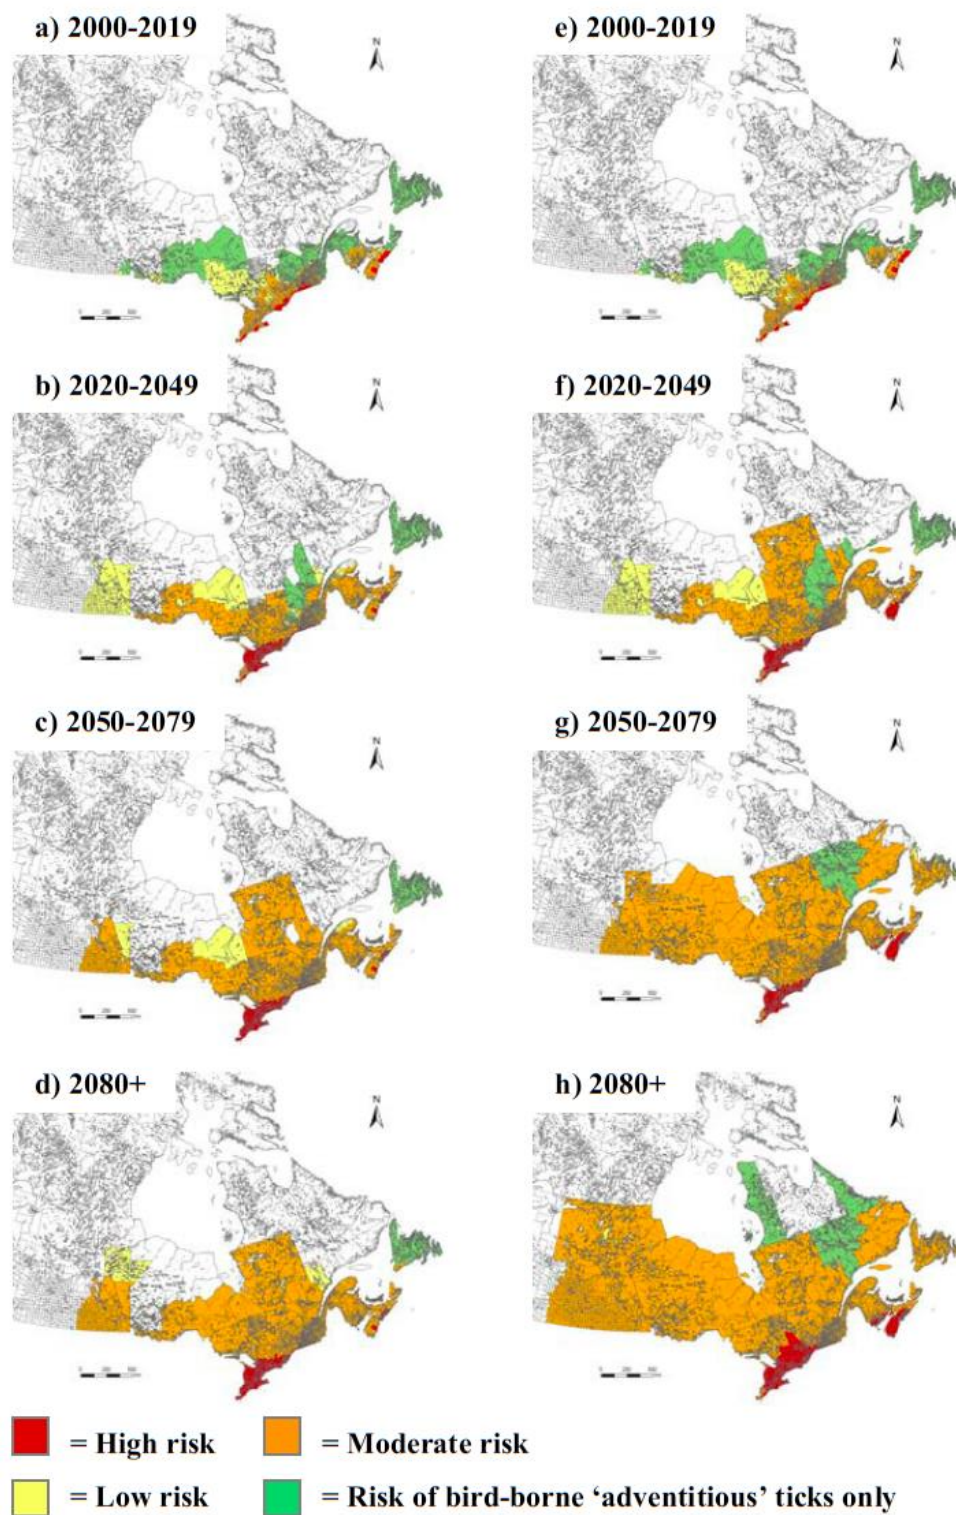 a) 2000-2019
e) 2000-2019
N
N
b) 2020-2049
f) 2020-2049
N
N
c) 2050-2079
g) 2050-2079
N
N
d) 2080+
h) 2080+
N
N
= High risk
= Moderate risk
= Low risk
= Risk of bird-borne ‘adventitious’ ticks only